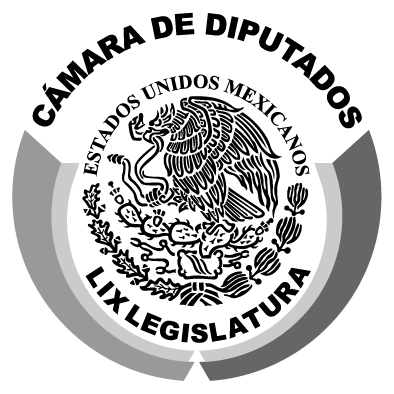 CÁMARA DE DIPUTADOS
ESTADOS UNIDOS MEXICANOS
LIX LEGISLATURA